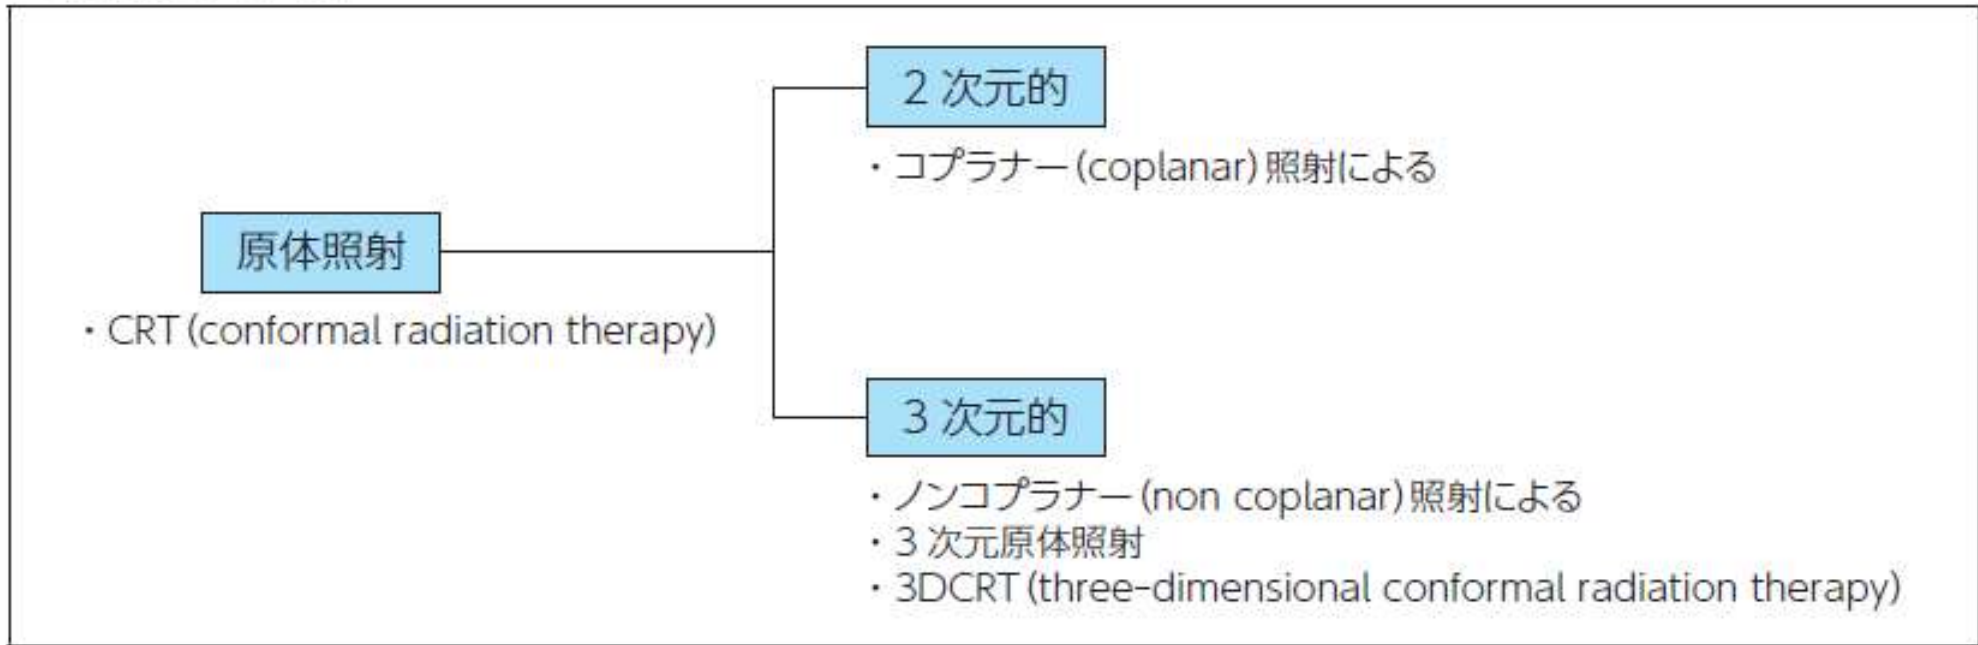 2 次元的
・コプラナー(coplanar)照射による
原体照射
・CRT(conformal radiation therapy)
3 次元的
・ノンコプラナー(non coplanar)照射による
・3 次元原体照射
・3DCRT(three-dimensional conformal radiation therapy)